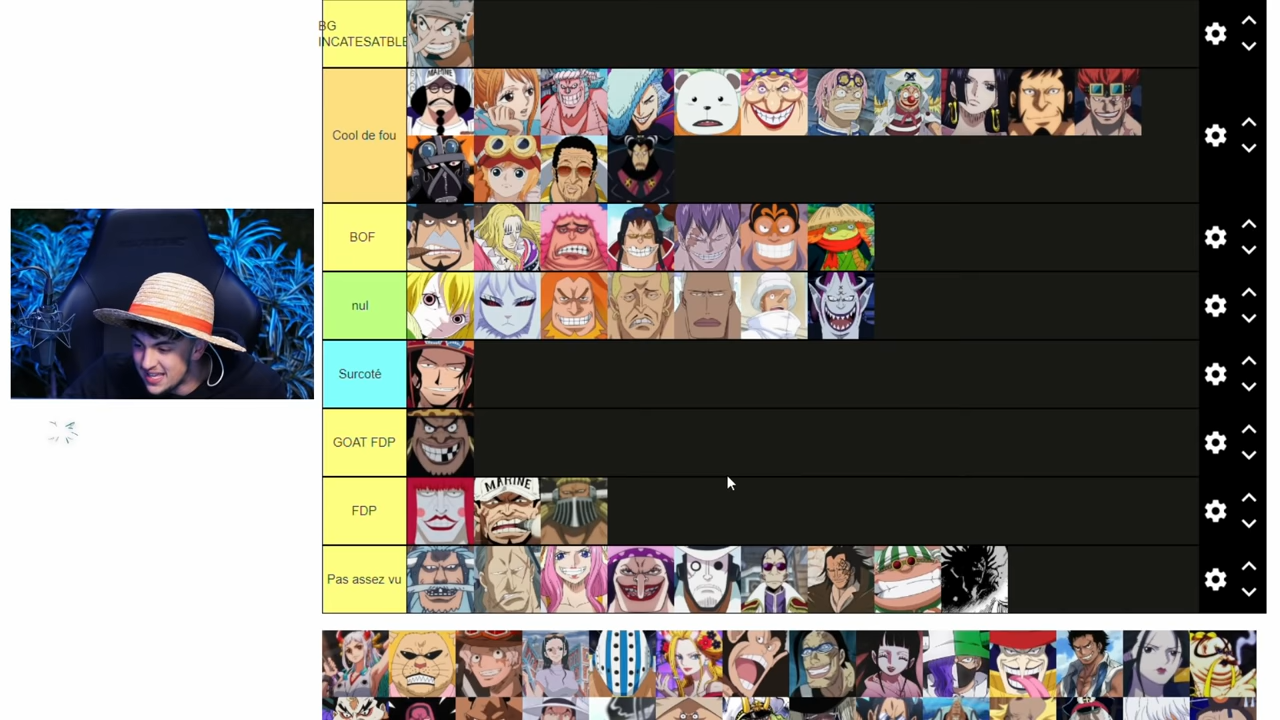 BG
INCATESATBLE
MARINE
Cool de fou
BOF
nul
Surcoté
GOAT FDP
MARINE
FDP
Pas assez vu